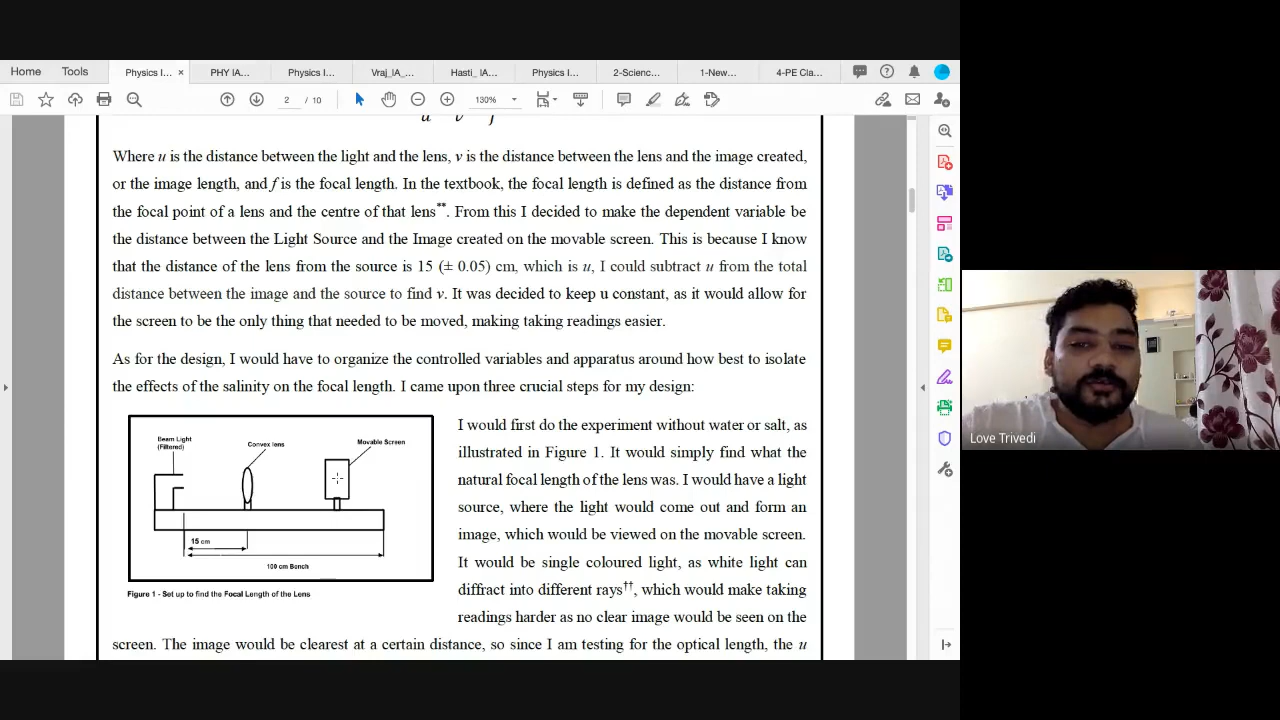 Home Tools Physics I... × PHY IA... Physics I... Vraj_IA_... Hasti_ IA... Physics I... 2-Scienc... 1-New... 4-PE Cla...
2 / 10 130%
u v f
Where u is the distance between the light and the lens, v is the distance between the lens and the image created,
or the image length, and f is the focal length. In the textbook, the focal length is defined as the distance from
the focal point of a lens and the centre of that lens**. From this I decided to make the dependent variable be
the distance between the Light Source and the Image created on the movable screen. This is because I know
that the distance of the lens from the source is 15 (± 0.05) cm, which is u, I could subtract u from the total
distance between the image and the source to find v. It was decided to keep u constant, as it would allow for
the screen to be the only thing that needed to be moved, making taking readings easier.
As for the design, I would have to organize the controlled variables and apparatus around how best to isolate
the effects of the salinity on the focal length. I came upon three crucial steps for my design:
Beam Light
(Filtered)
Convex lens
Movable Screen
15 cm
100 cm Bench
Figure 1 - Set up to find the Focal Length of the Lens
I would first do the experiment without water or salt, as
illustrated in Figure 1. It would simply find what the
natural focal length of the lens was. I would have a light
source, where the light would come out and form an
image, which would be viewed on the movable screen.
It would be single coloured light, as white light can
diffract into different rays††, which would make taking
readings harder as no clear image would be seen on the
screen. The image would be clearest at a certain distance, so since I am testing for the optical length, the u
Love Trivedi